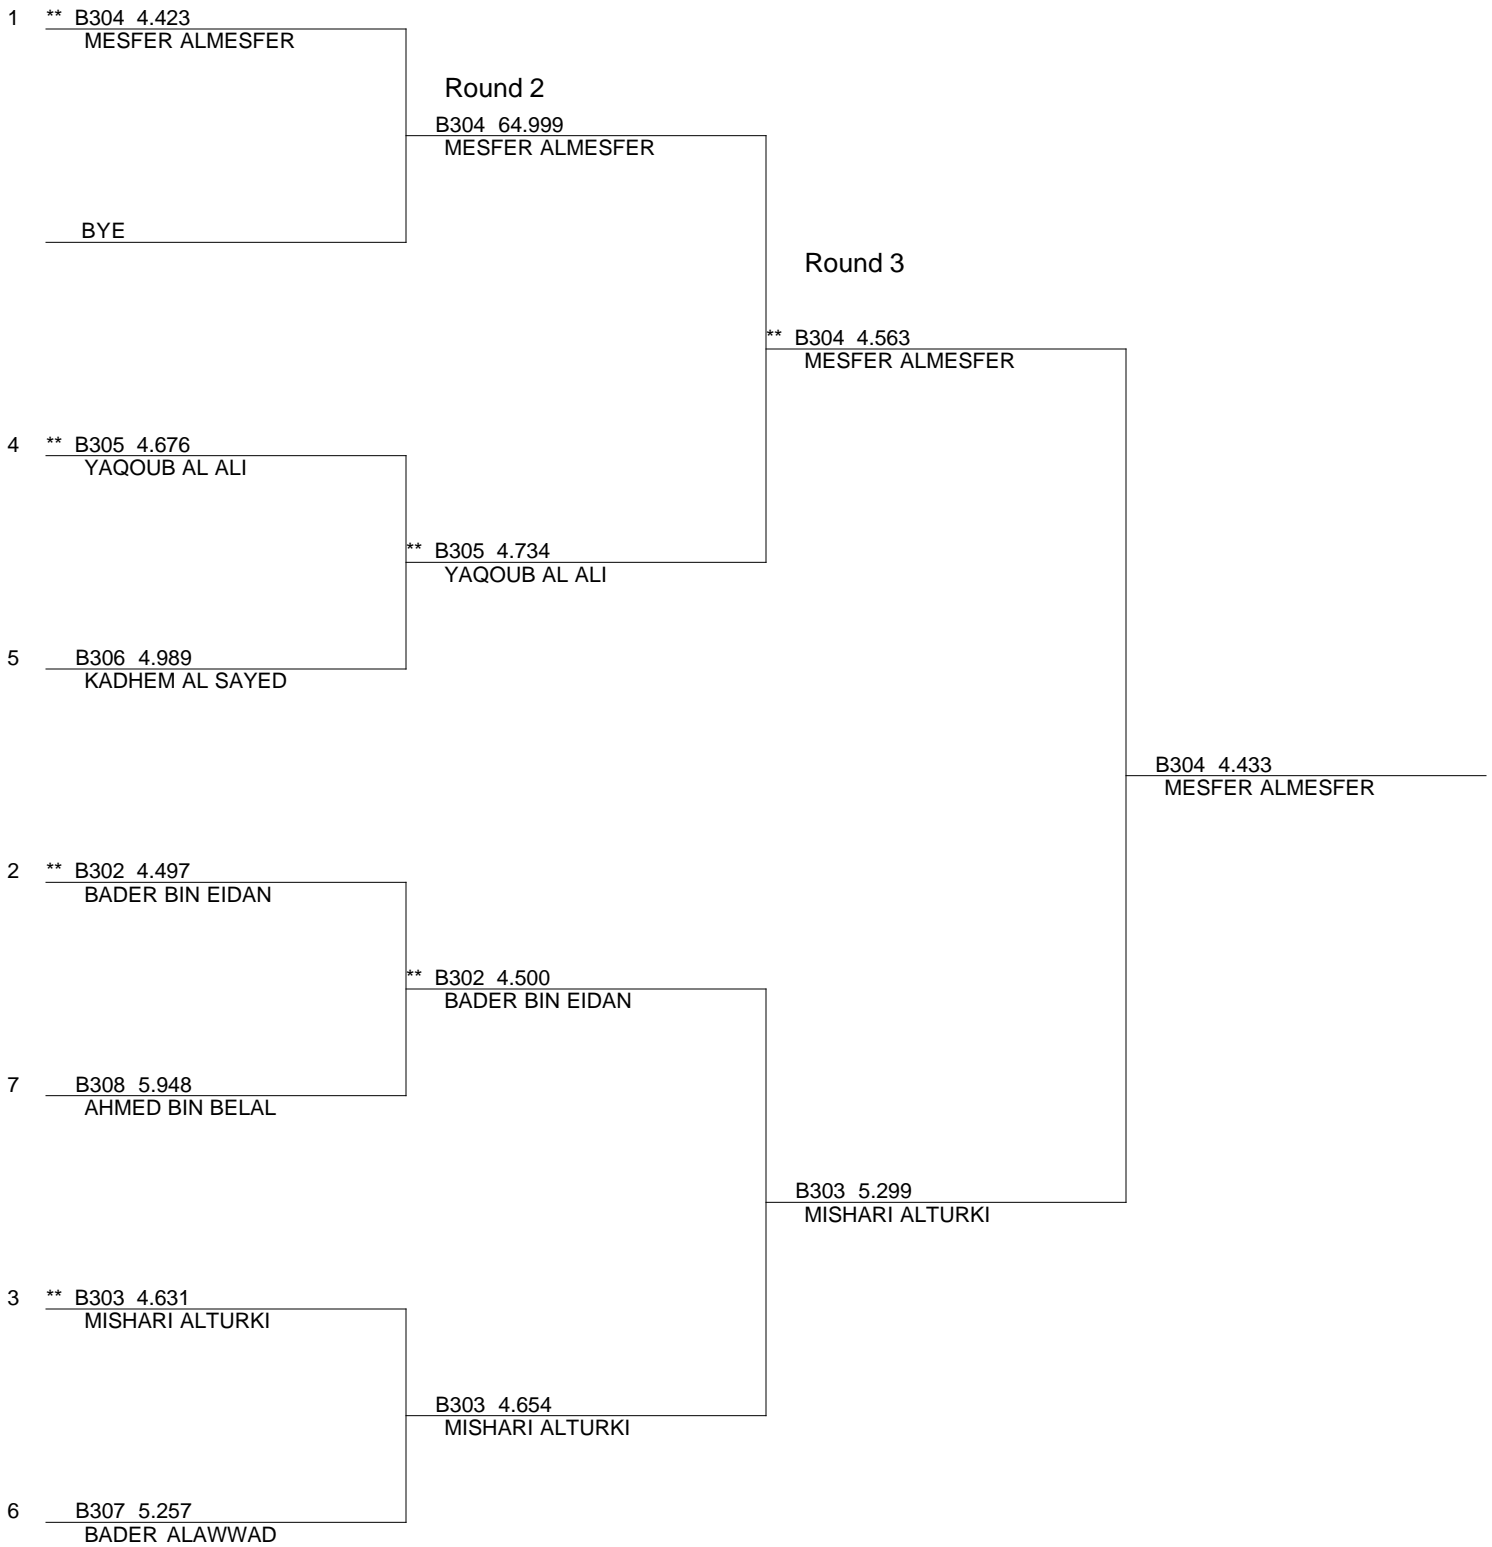 1 ** B304 4.423
MESFER ALMESFER
Round 2
B304 64.999
MESFER ALMESFER
BYE
Round 3
** B304 4.563
MESFER ALMESFER
4 ** B305 4.676
YAQOUB AL ALI
** B305 4.734
YAQOUB AL ALI
5 B306 4.989
KADHEM AL SAYED
B304 4.433
MESFER ALMESFER
2 ** B302 4.497
BADER BIN EIDAN
** B302 4.500
BADER BIN EIDAN
7 B308 5.948
AHMED BIN BELAL
B303 5.299
MISHARI ALTURKI
3 ** B303 4.631
MISHARI ALTURKI
B303 4.654
MISHARI ALTURKI
6 B307 5.257
BADER ALAWWAD